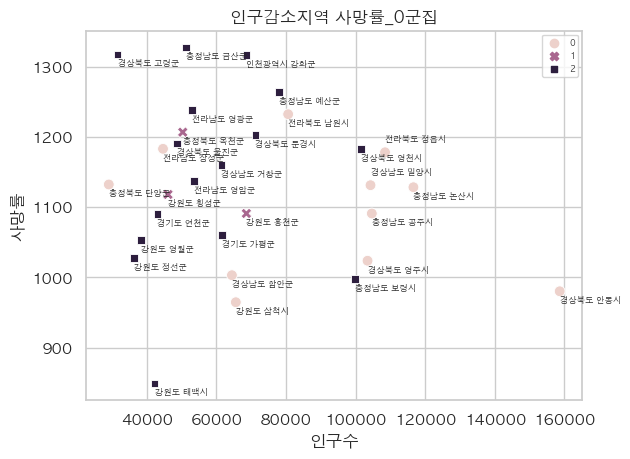 인구감소지역 사망률_0군집
0
1
2
경상북도 고령군
충청남도 금산군
인천광역시 강화군
충청남도 예산군
전라남도 영광군
전라북도 남원시
충청북도 옥천군
경상북도 문경시
전라북도 정읍시
경상북도 울진군
전라남도 장성군
경상북도 영천시
경상남도 거창군
경상남도 밀양시
충청북도 단양군
전라남도 영암군
충청남도 논산시
강원도 횡성군
경기도 연천군
강원도 홍천군
충청남도 공주시
강원도 영월군
경기도 가평군
강원도 정선군
경상북도 영주시
경상남도 함안군
충청남도 보령시
강원도 삼척시
경상북도 안동시
강원도 태백시
1300
1200
1100
1000
900
사망률
40000 60000 80000 100000 120000 140000 160000
인구수